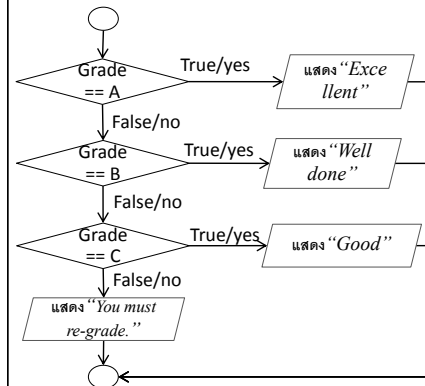 Grade
== A
True/yes
แสดง“Exce
llent”
False/no
Grade
== B
True/yes
แสดง“Well
done”
False/no
Grade
== C
True/yes
แสดง“Good”
False/no
แสดง“You must
re-grade.”